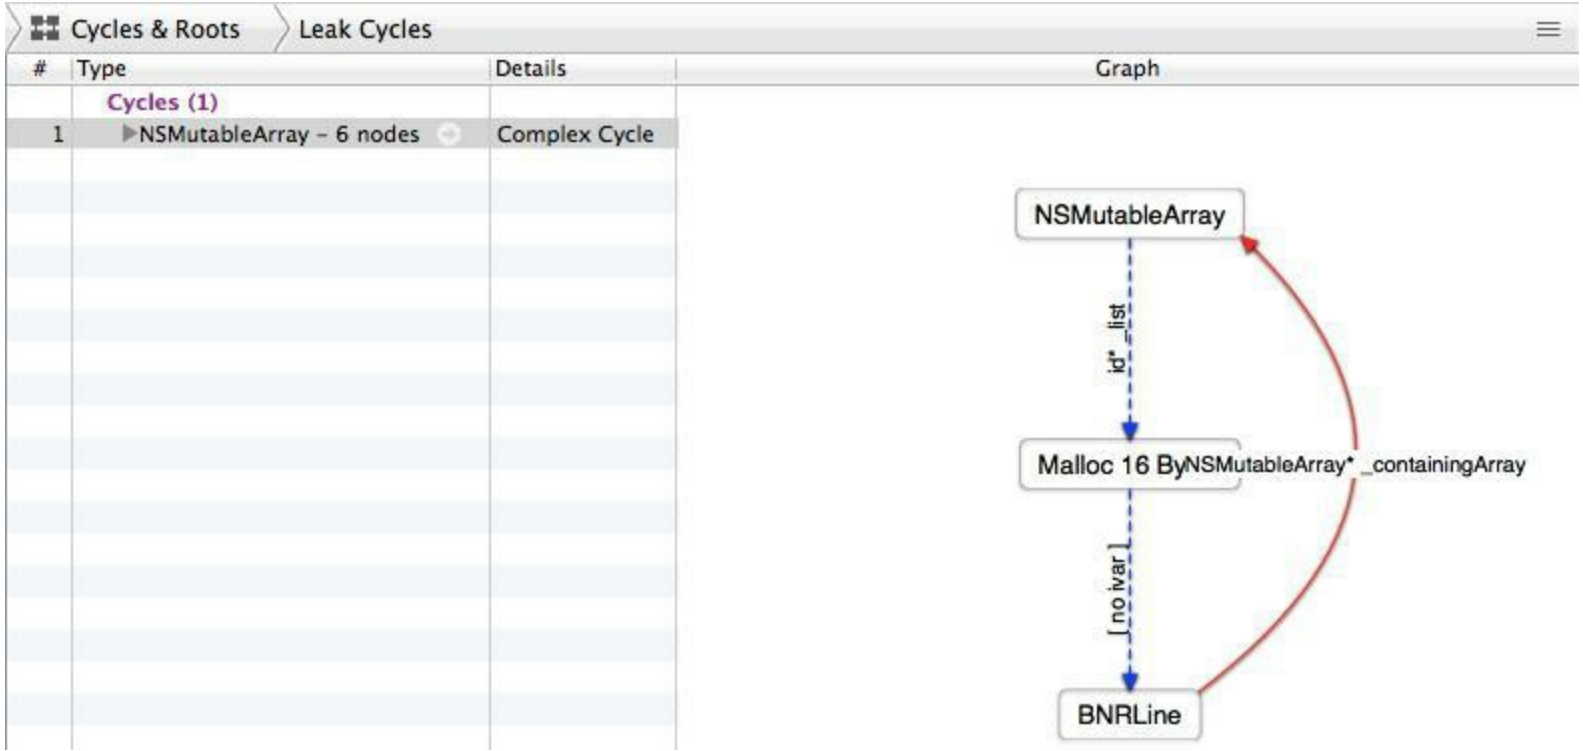 Cycles & Roots Leak Cycles
# Type Details Graph
Cycles (1)
1 NSMutableArray – 6 nodes Complex Cycle
NSMutableArray
id* _list
Malloc 16 By
NSMutableArray* _containingArray
[ no ivar ]
BNRLine